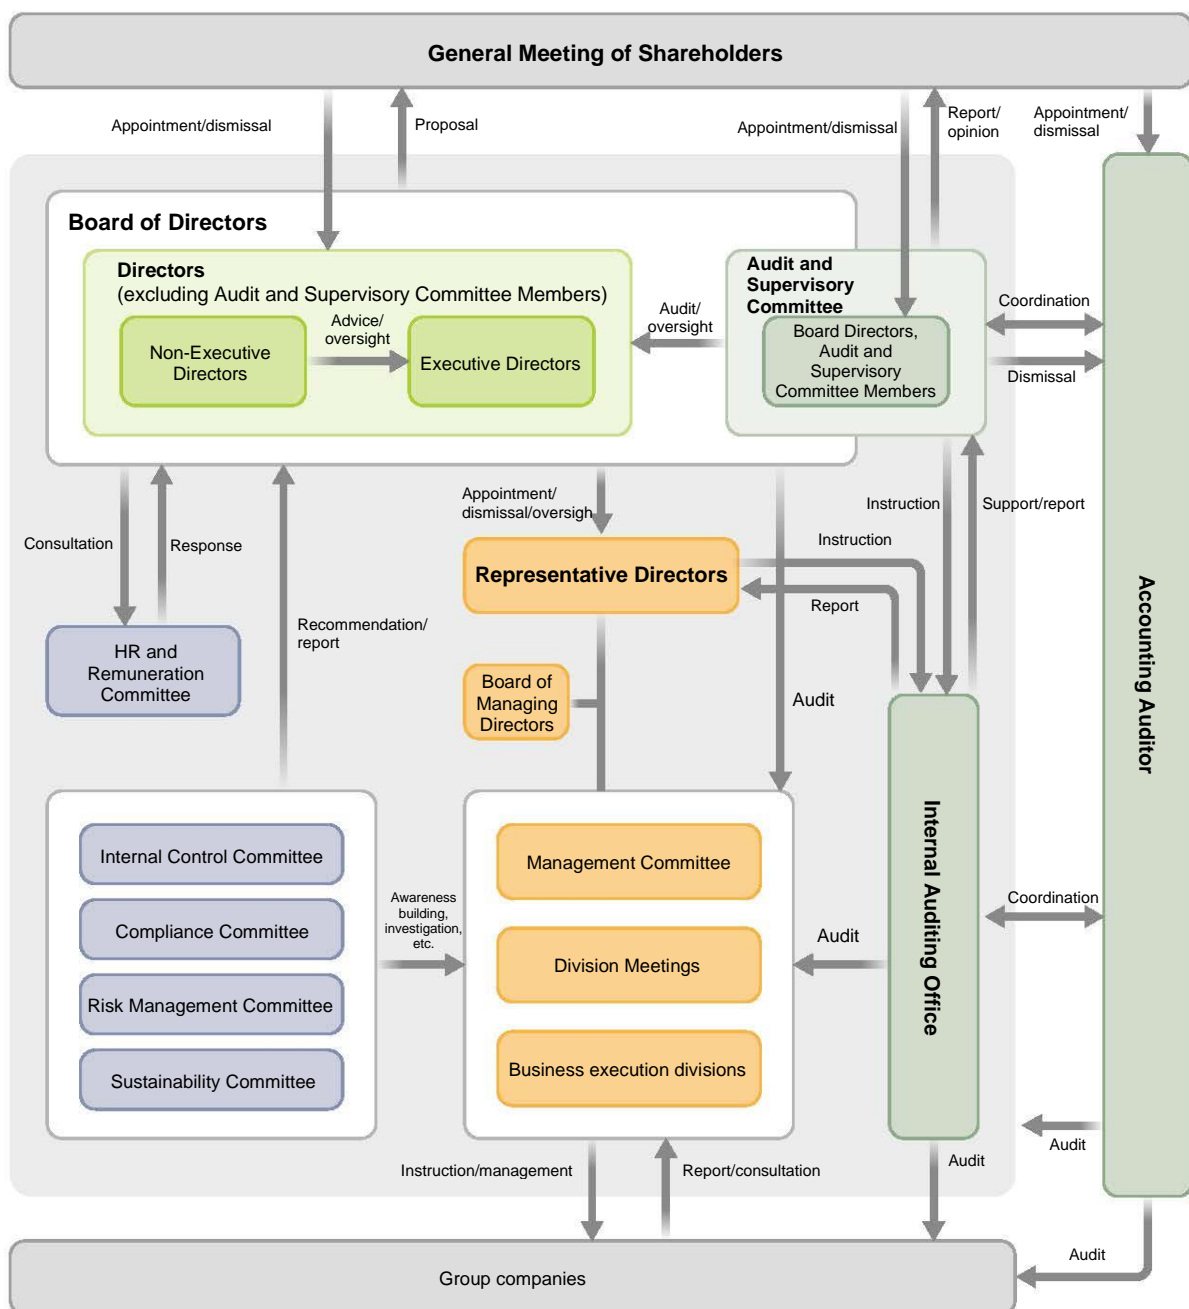 General Meeting of Shareholders
Appointment/dismissal
Proposal
Appointment/dismissal
Report/
opinion
Appointment/
dismissal
Board of Directors
Directors
(excluding Audit and Supervisory Committee Members)
Non-Executive
Directors
Advice/
oversight
Executive Directors
Audit/
oversight
Audit and
Supervisory
Committee
Board Directors,
Audit and
Supervisory
Committee Members
Coordination
Dismissal
Consultation
Response
Recommendation/
report
Appointment/
dismissal/oversigh
Instruction
Support/report
Representative Directors
Instruction
Report
HR and
Remuneration
Committee
Board of
Managing
Directors
Audit
Accounting Auditor
Internal Auditing Office
Internal Control Committee
Compliance Committee
Risk Management Committee
Sustainability Committee
Awareness
building,
investigation,
etc.
Management Committee
Division Meetings
Business execution divisions
Audit
Coordination
Audit
Instruction/management
Report/consultation
Audit
Audit
Group companies